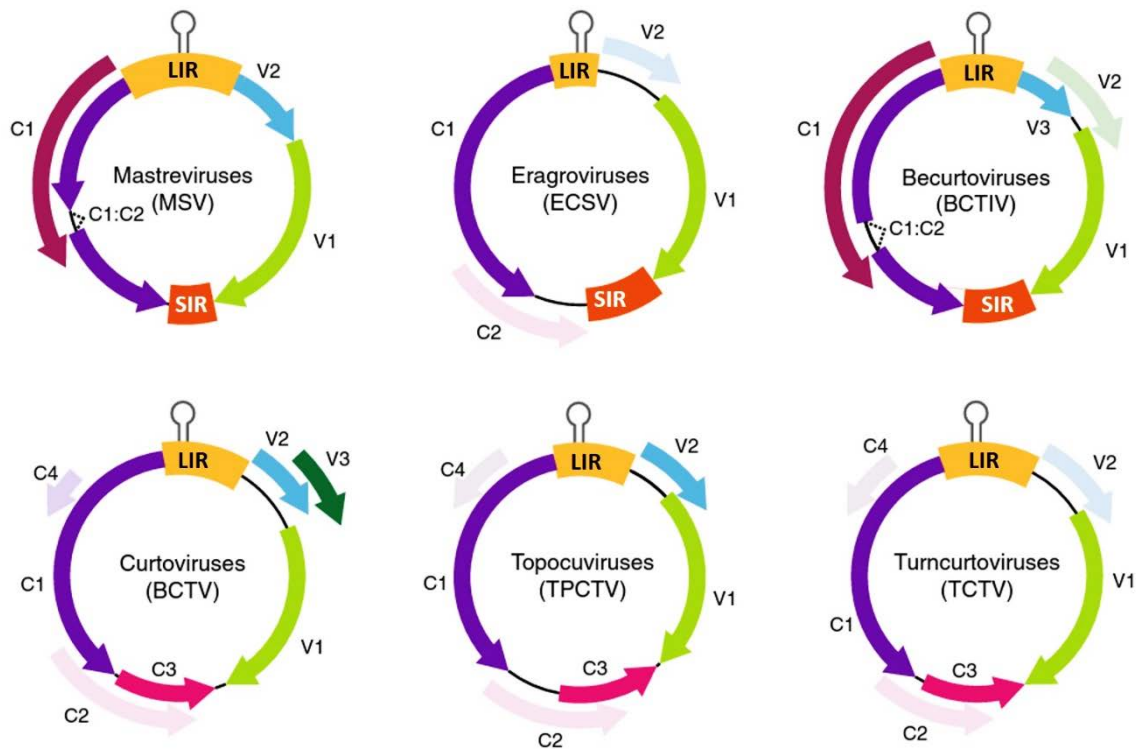 LIR
V2
C1
Mastreviruses
(MSV)
C1:C2
V1
SIR
V2
LIR
C1
Eragroviruses
(ECSV)
V1
SIR
C2
LIR
V2
C1
V3
Becurtoviruses
(BCTIV)
C1:C2
V1
SIR
V2
V3
C4
LIR
Curtoviruses
(BCTV)
C1
V1
C3
C2
V2
C4
LIR
Topocuviruses
(TPCTV)
C1
V1
C3
C2
C4
LIR
V2
Turncurtoviruses
(TCTV)
V1
C1
C3
C2